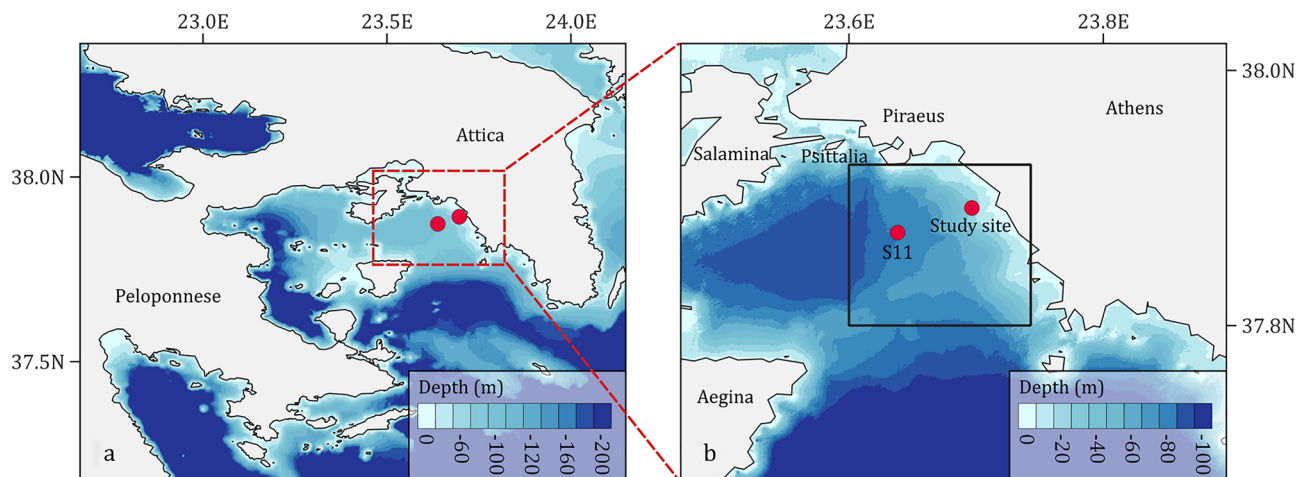 23.0E 23.5E 24.0E
38.0N
37.5N
Attica
Peloponnese
Depth (m)
0 -60 -100 -120 -160 -200
a
23.6E 23.8E
38.0N
37.8N
Piraeus
Athens
Salamina
Psittalia
Study site
S11
Aegina
Depth (m)
0 -20 -40 -60 -80 -100
b